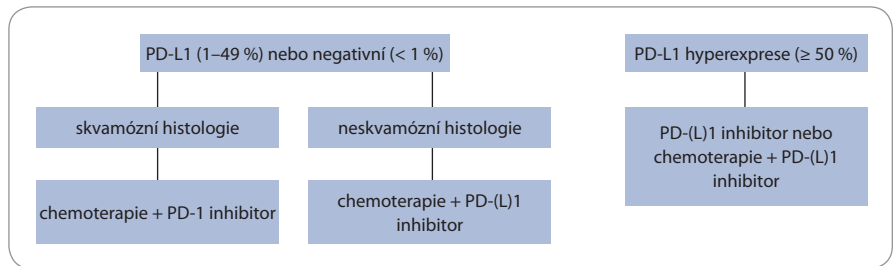 PD-L1 (1–49 %) nebo negativní (< 1 %)
skvamózní histologie
chemoterapie + PD-1 inhibitor
neskvamózní histologie
chemoterapie + PD-(L)1
inhibitor
PD-L1 hyperexprese (≥ 50 %)
PD-(L)1 inhibitor nebo
chemoterapie + PD-(L)1
inhibitor